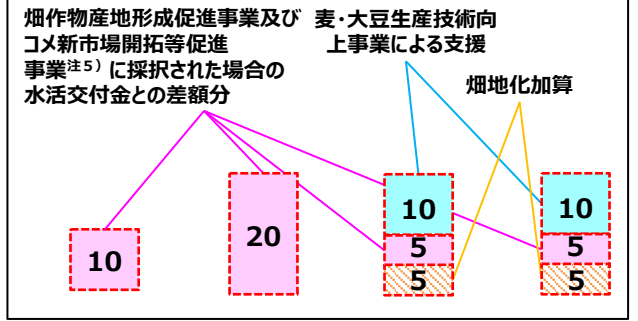 畑作物産地形成促進事業及び
コメ新市場開拓等促進
事業注５）に採択された場合の
水活交付金との差額分
麦・大豆生産技術向
上事業による支援
畑地化加算
10
20
10
5
5
10
5
5